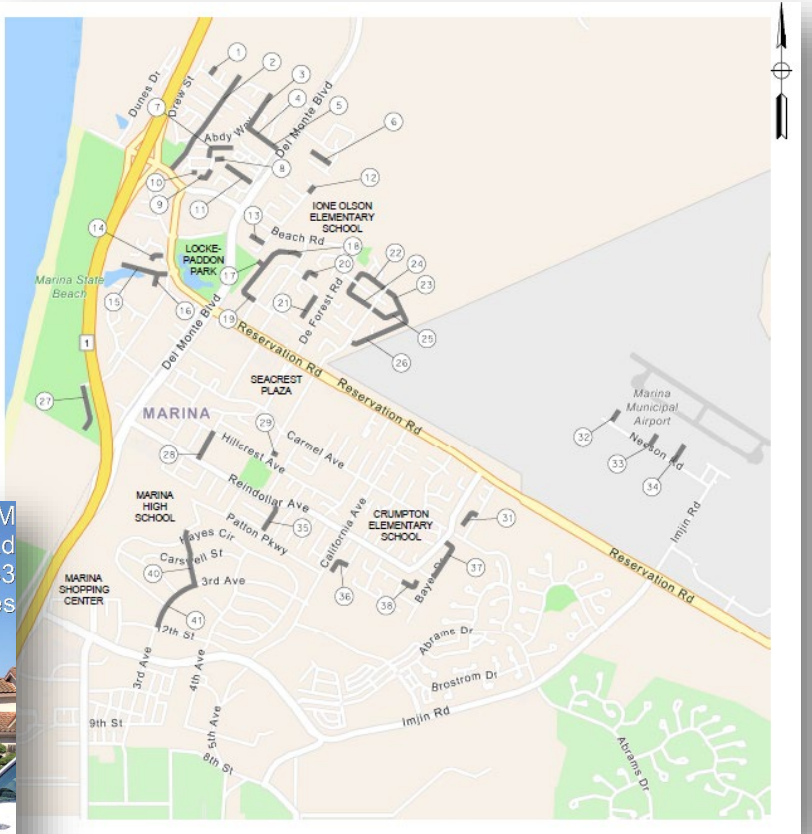 1
2
3
4
5
6
7
8
9
10
11
12
13
14
15
16
17
18
19
20
21
22
23
24
25
26
27
28
29
31
32
33
34
35
36
37
38
40
41
Dunes Dr
Drew St
Abdy Way
Del Monte Blvd
IONE OLSON
ELEMENTARY
SCHOOL
Beach Rd
LOCKE-
PADDON
PARK
De Forest Rd
Marina State
Beach
1
Del Monte Blvd
Reservation Rd
Reservation Rd
SEACREST
PLAZA
MARINA
Marina
Municipal
Airport
Neeson Rd
Imjin Rd
Carmel Ave
Hillcrest Ave
Reindollar Ave
MARINA
HIGH
SCHOOL
Patton Pkwy
California Ave
CRUMPTON
ELEMENTARY
SCHOOL
Hayes Cir
Carswell St
3rd Ave
MARINA
SHOPPING
CENTER
Bayes Dr
Reservation Rd
12th St
3rd Ave
4th Ave
5th Ave
9th St
8th St
Abrams Dr
Brostrom Dr
Imjin Rd
Abrams Dr
M
d
3
es